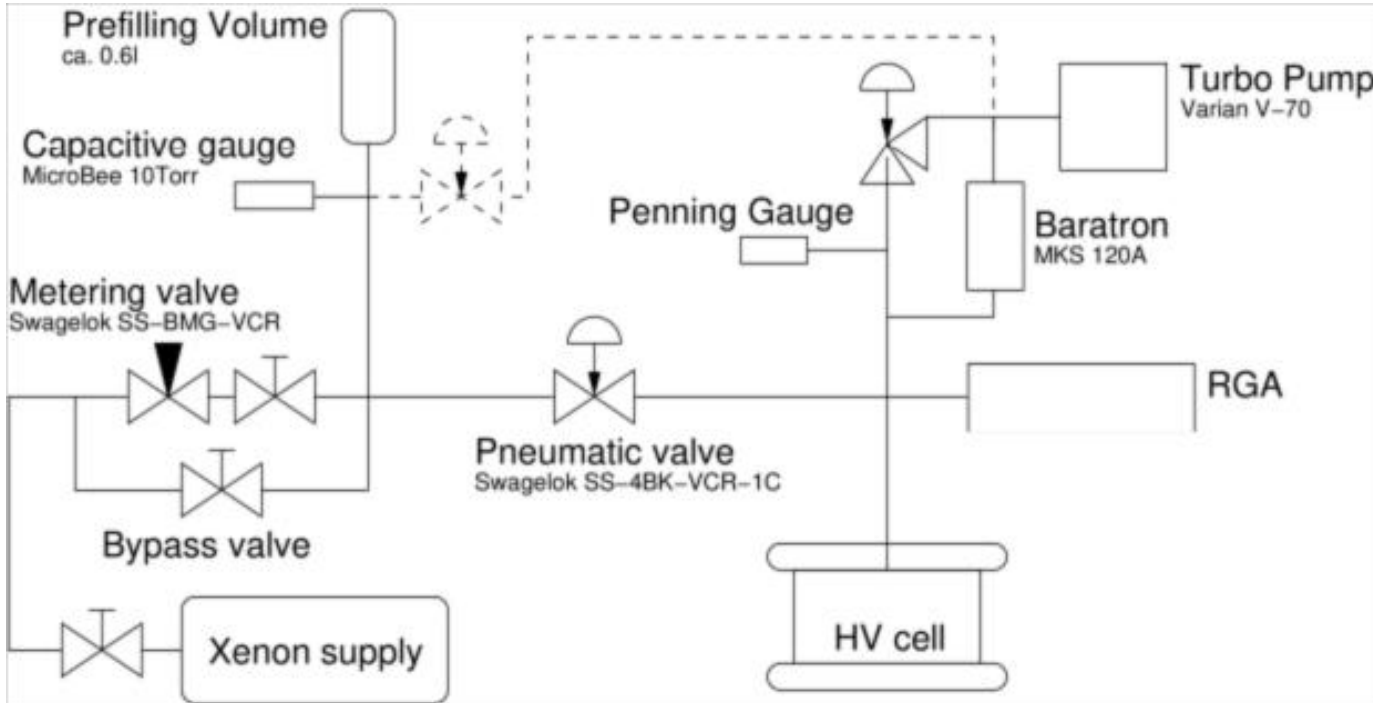 Prefilling Volume
ca. 0.6l
Capacitive gauge
MicroBee 10Torr
Metering valve
Swagelok SS−BMG−VCR
Bypass valve
Xenon supply
Pneumatic valve
Swagelok SS−4BK−VCR−1C
Penning Gauge
Turbo Pump
Varian V−70
Baratron
MKS 120A
RGA
HV cell